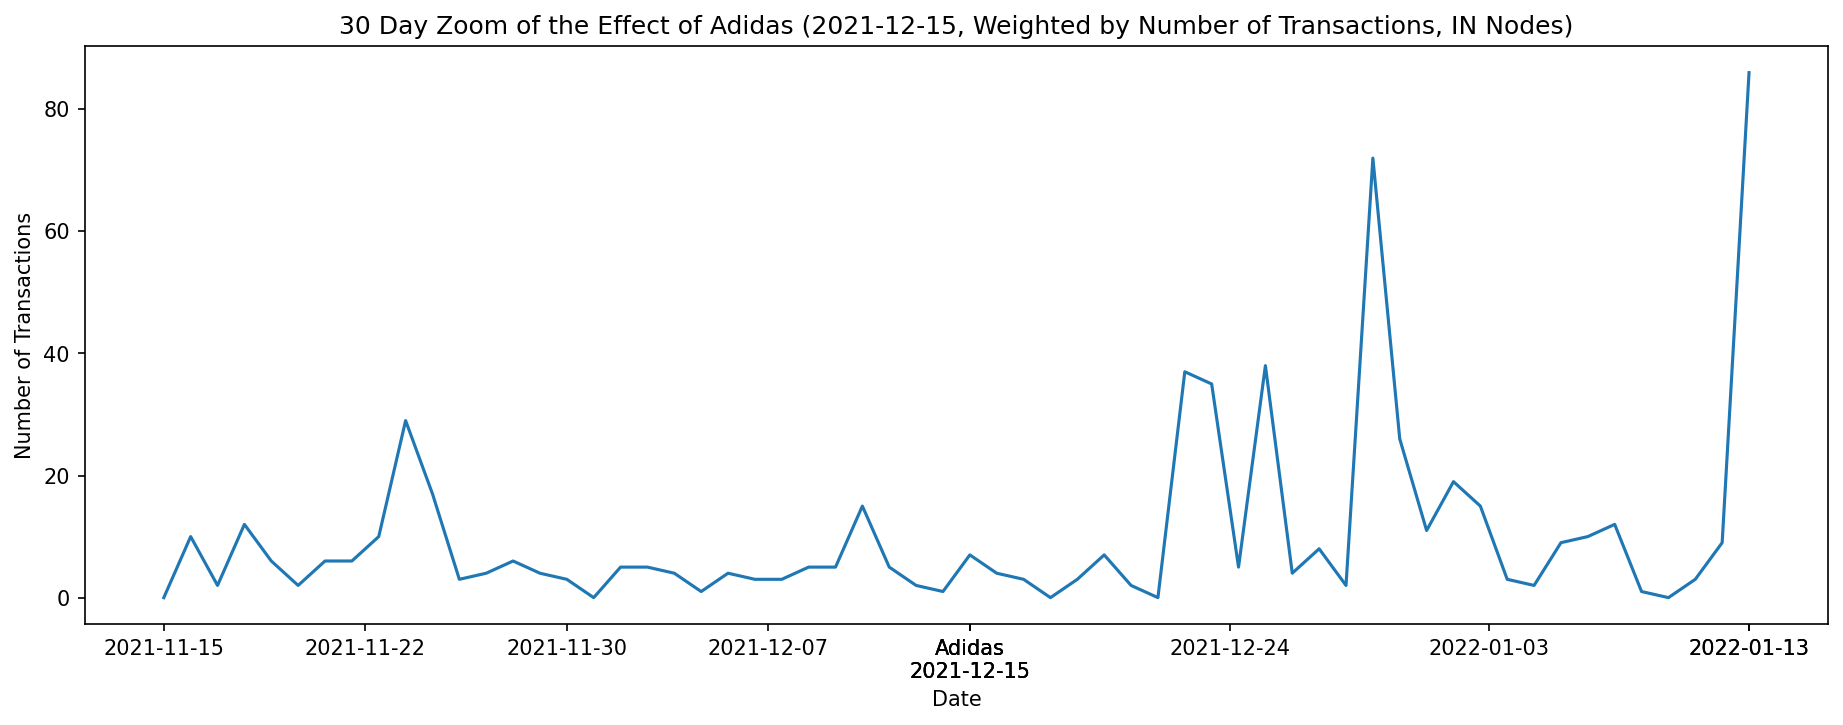 30 Day Zoom of the Effect of Adidas (2021-12-15, Weighted by Number of Transactions, IN Nodes)
Number of Transactions
80
60
40
20
0
2021-11-15 2021-11-22 2021-11-30 2021-12-07 Adidas 2021-12-24 2022-01-03 2022-01-13
2021-12-15
Date